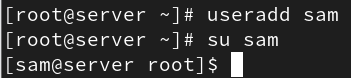 [root@server ~]# useradd sam
[root@server ~]# su sam
[sam@server root]$